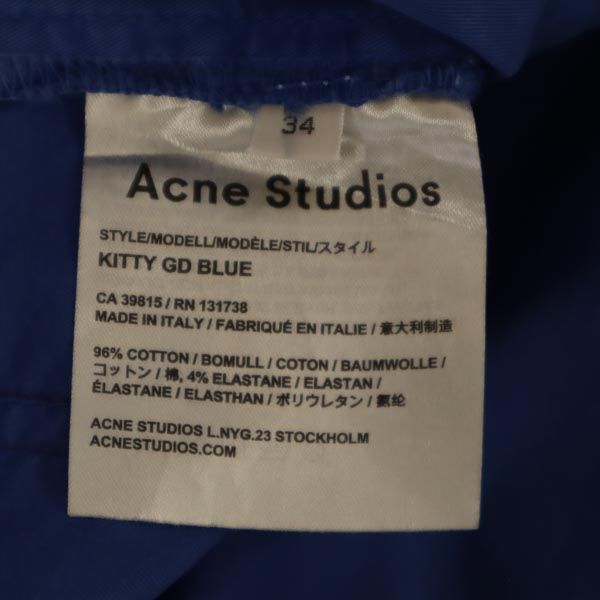 34
Acne Studios
STYLE/MODELL/MODÈLE/STIL/スタイル
KITTY GD BLUE
CA 39815 / RN 131738
MADE IN ITALY / FABRIQUÉ EN ITALIE / 意大利制造
96% COTTON / BOMULL / COTON / BAUMWOLLE /
コットン / 棉, 4% ELASTANE / ELASTAN /
ÉLASTANE / ELASTHAN / ポリウレタン / 氨纶
ACNE STUDIOS L.NYG.23 STOCKHOLM
ACNESTUDIOS.COM